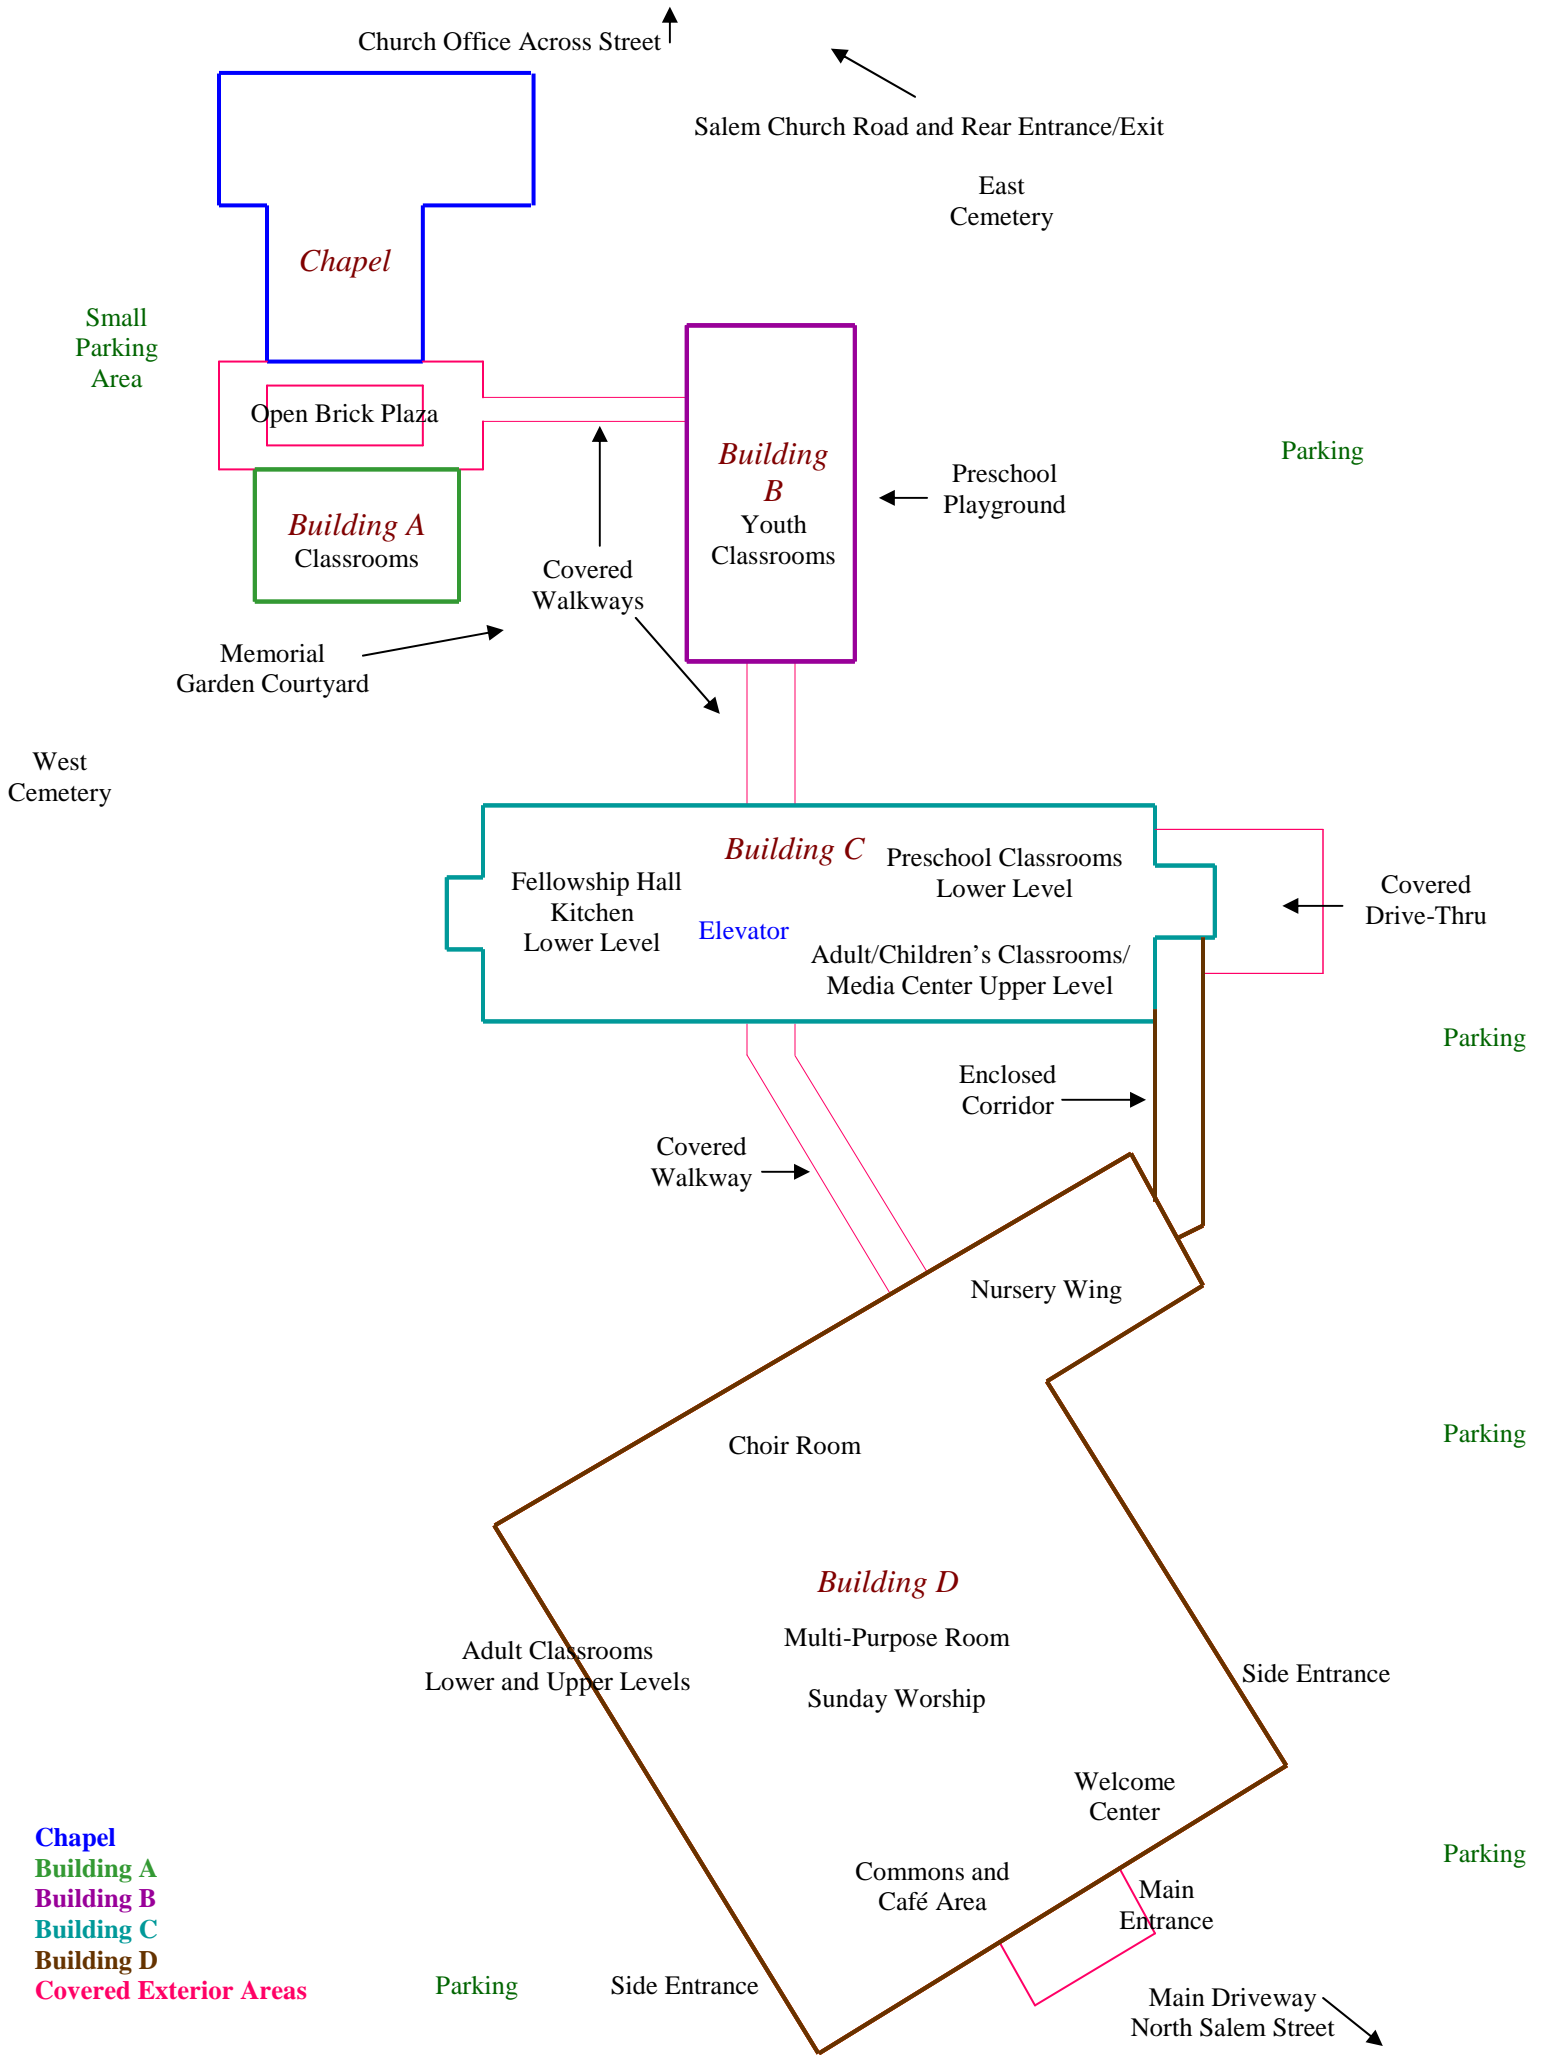 Church Office Across Street
Salem Church Road and Rear Entrance/Exit
East
Cemetery
Chapel
Small
Parking
Area
Open Brick Plaza
Building
B
Youth
Classrooms
Preschool
Playground
Parking
Building A
Classrooms
Covered
Walkways
Memorial
Garden Courtyard
West
Cemetery
Building C
Preschool Classrooms
Lower Level
Fellowship Hall
Kitchen
Lower Level
Elevator
Adult/Children’s Classrooms/
Media Center Upper Level
Covered
Drive-Thru
Parking
Enclosed
Corridor
Covered
Walkway
Nursery Wing
Choir Room
Parking
Building D
Multi-Purpose Room
Sunday Worship
Adult Classrooms
Lower and Upper Levels
Side Entrance
Welcome
Center
Commons and
Café Area
Main
Entrance
Parking
Chapel
Building A
Building B
Building C
Building D
Covered Exterior Areas
Parking
Side Entrance
Main Driveway
North Salem Street